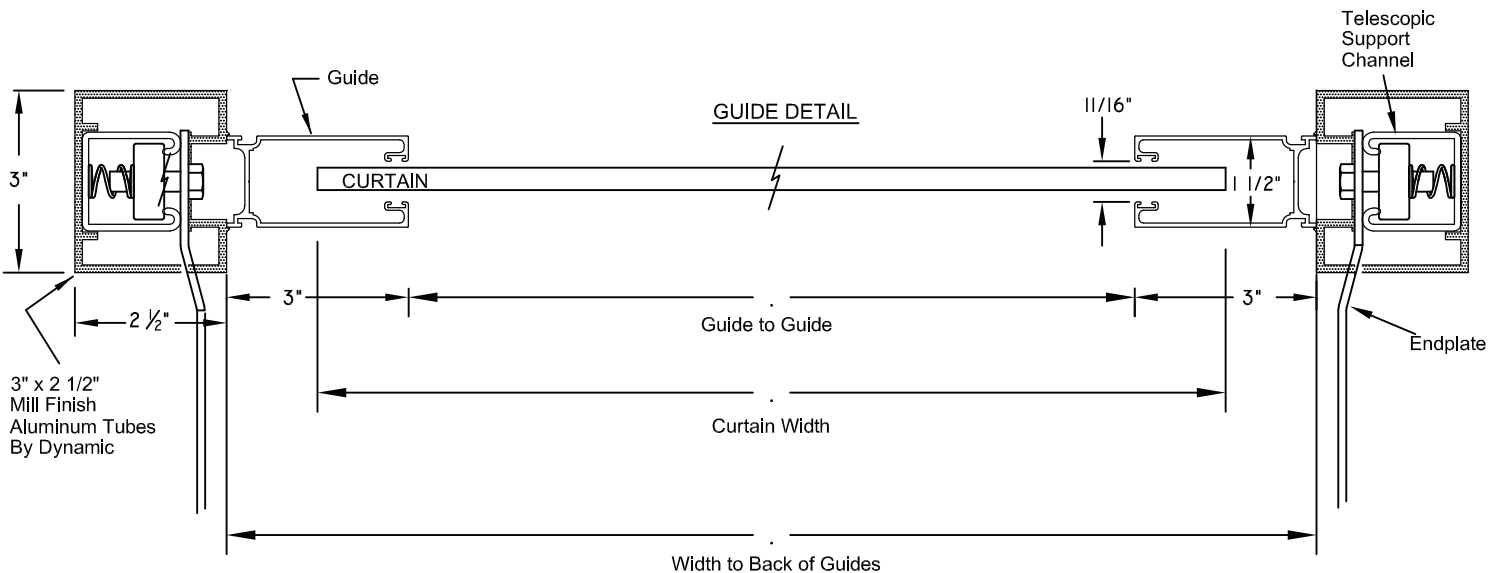 Telescopic
Support
Channel
Guide
GUIDE DETAIL
11/16"
3"
CURTAIN
1 1/2"
3"
3"
2 ½"
Guide to Guide
Endplate
3" x 2 1/2"
Mill Finish
Aluminum Tubes
By Dynamic
Curtain Width
Width to Back of Guides